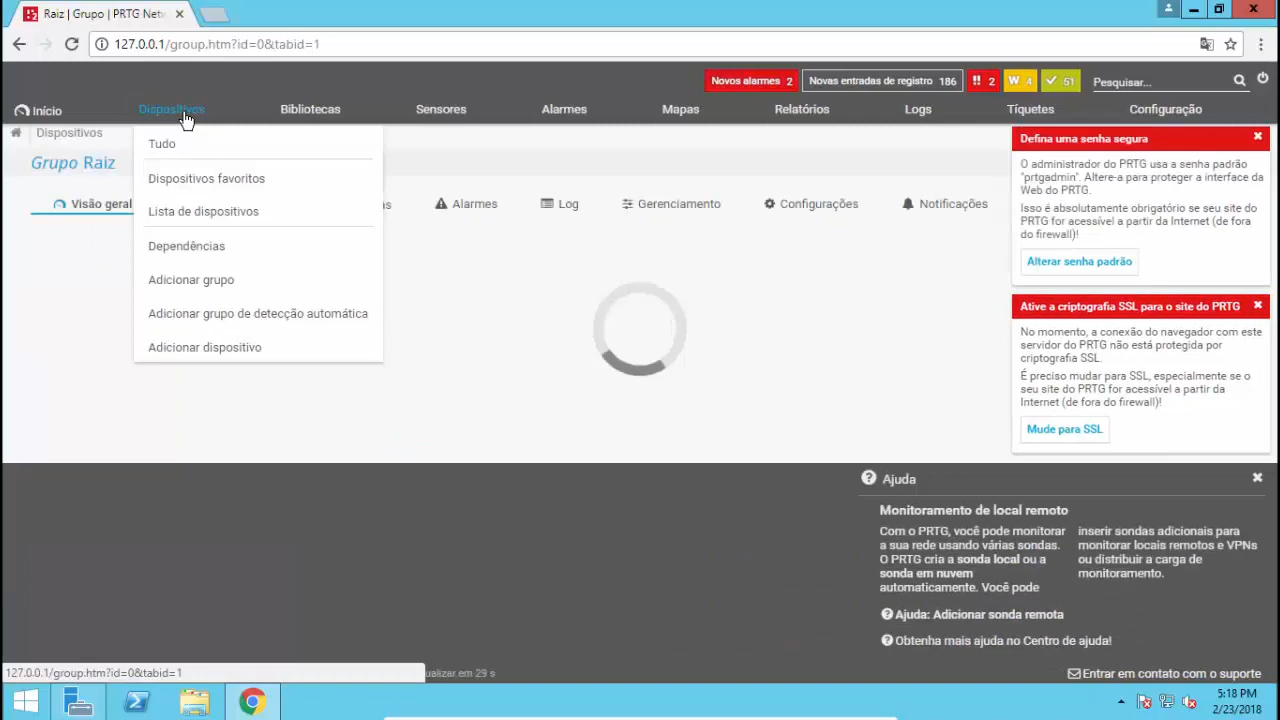 Raiz | Grupo | PRTG Netw
127.0.0.1/group.htm?id=0&tabid=1
Novos alarmes 2
Novas entradas de registro 186
!! 2
W 4
51
Pesquisar...
Início
Dispositivos
Bibliotecas
Sensores
Alarmes
Mapas
Relatórios
Logs
Tíquetes
Configuração
Dispositivos
Grupo Raiz
Visão geral
as
Alarmes
Log
Gerenciamento
Configurações
Notificações
Tudo
Dispositivos favoritos
Lista de dispositivos
Dependências
Adicionar grupo
Adicionar grupo de detecção automática
Adicionar dispositivo
Defina uma senha segura
O administrador do PRTG usa a senha padrão
"prtgadmin". Altere-a para proteger a interface da
Web do PRTG.
Isso é absolutamente obrigatório se seu site do
PRTG for acessível a partir da Internet (de fora
do firewall)!
Alterar senha padrão
Ative a criptografia SSL para o site do PRTG
No momento, a conexão do navegador com este
servidor do PRTG não está protegida por
criptografia SSL.
É preciso mudar para SSL, especialmente se o
seu site do PRTG for acessível a partir da
Internet (de fora do firewall)!
Mude para SSL
Ajuda
Monitoramento de local remoto
Com o PRTG, você pode monitorar
a sua rede usando várias sondas.
O PRTG cria a sonda local ou a
sonda em nuvem
automaticamente. Você pode
inserir sondas adicionais para
monitorar locais remotos e VPNs
ou distribuir a carga de
monitoramento.
Ajuda: Adicionar sonda remota
Obtenha mais ajuda no Centro de ajuda!
127.0.0.1/group.htm?id=0&tabid=1
ualizar em 29 s
Entrar em contato com o suporte
5:18 PM
2/23/2018